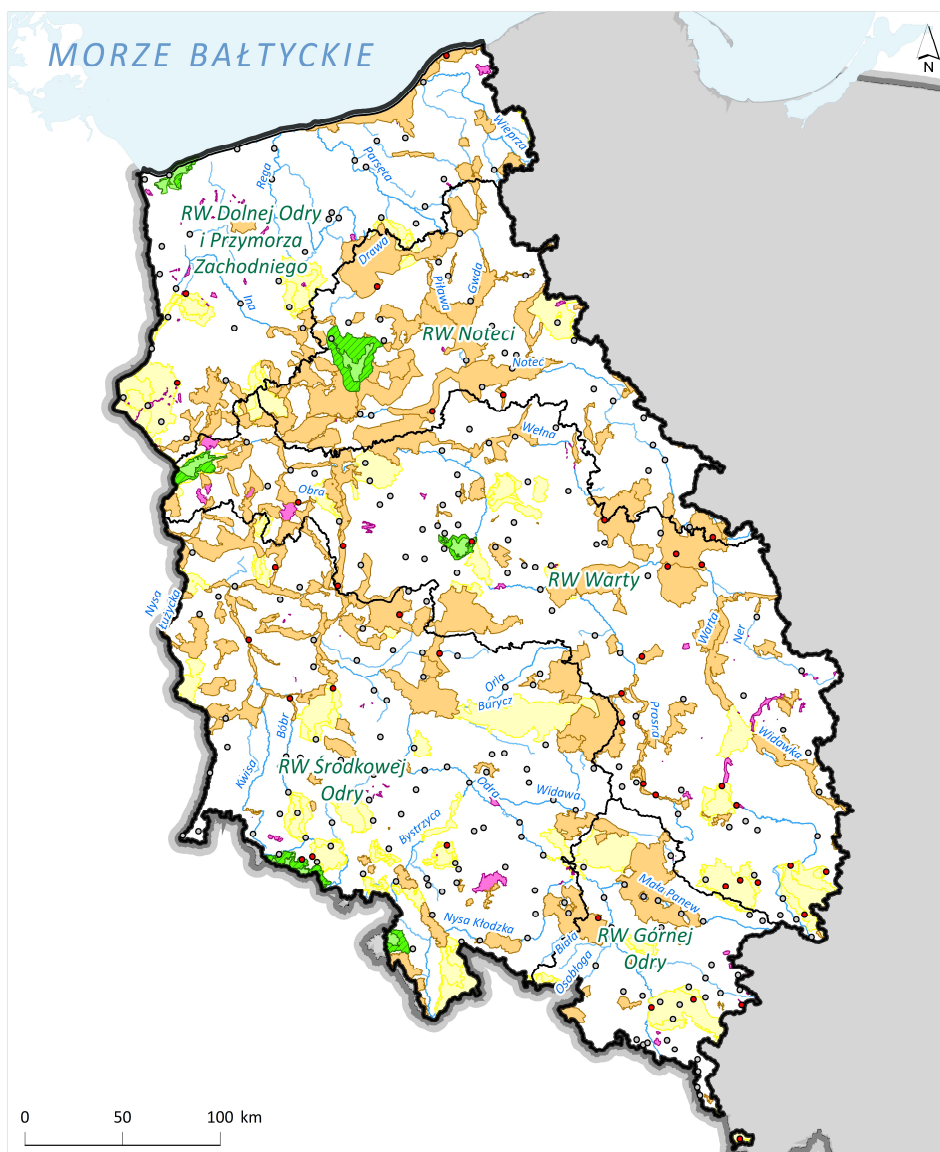 MORZE BAŁTYCKIE
N
Wieprza
Parsęta
Rega
RW Dolnej Odry
i Przymorza
Zachodniego
Drawa
Ina
Piława
Gwda
RW Noteci
Noteć
Wełna
Obra
RW Warty
Nysa
Łużycka
Warta
Ner
Orla
Barycz
Prosna
Widawka
Bóbr
Kwisa
RW Środkowej
Odry
Odra
Widawa
Bystrzyca
Mała Panew
Nysa Kłodzka
Biała
Osobłoga
RW Górnej
Odry
0 50 100 km